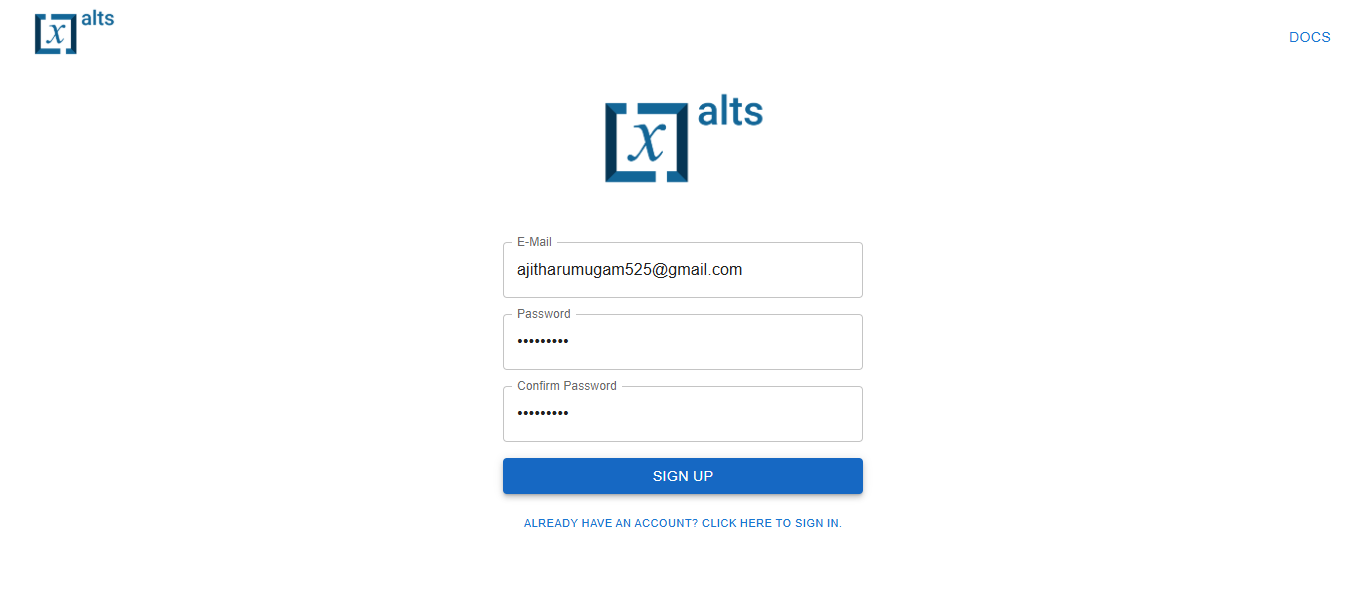 x alts
DOCS
x alts
E-Mail
ajitharumugam525@gmail.com
Password
•••••••••
Confirm Password
•••••••••
SIGN UP
ALREADY HAVE AN ACCOUNT? CLICK HERE TO SIGN IN.